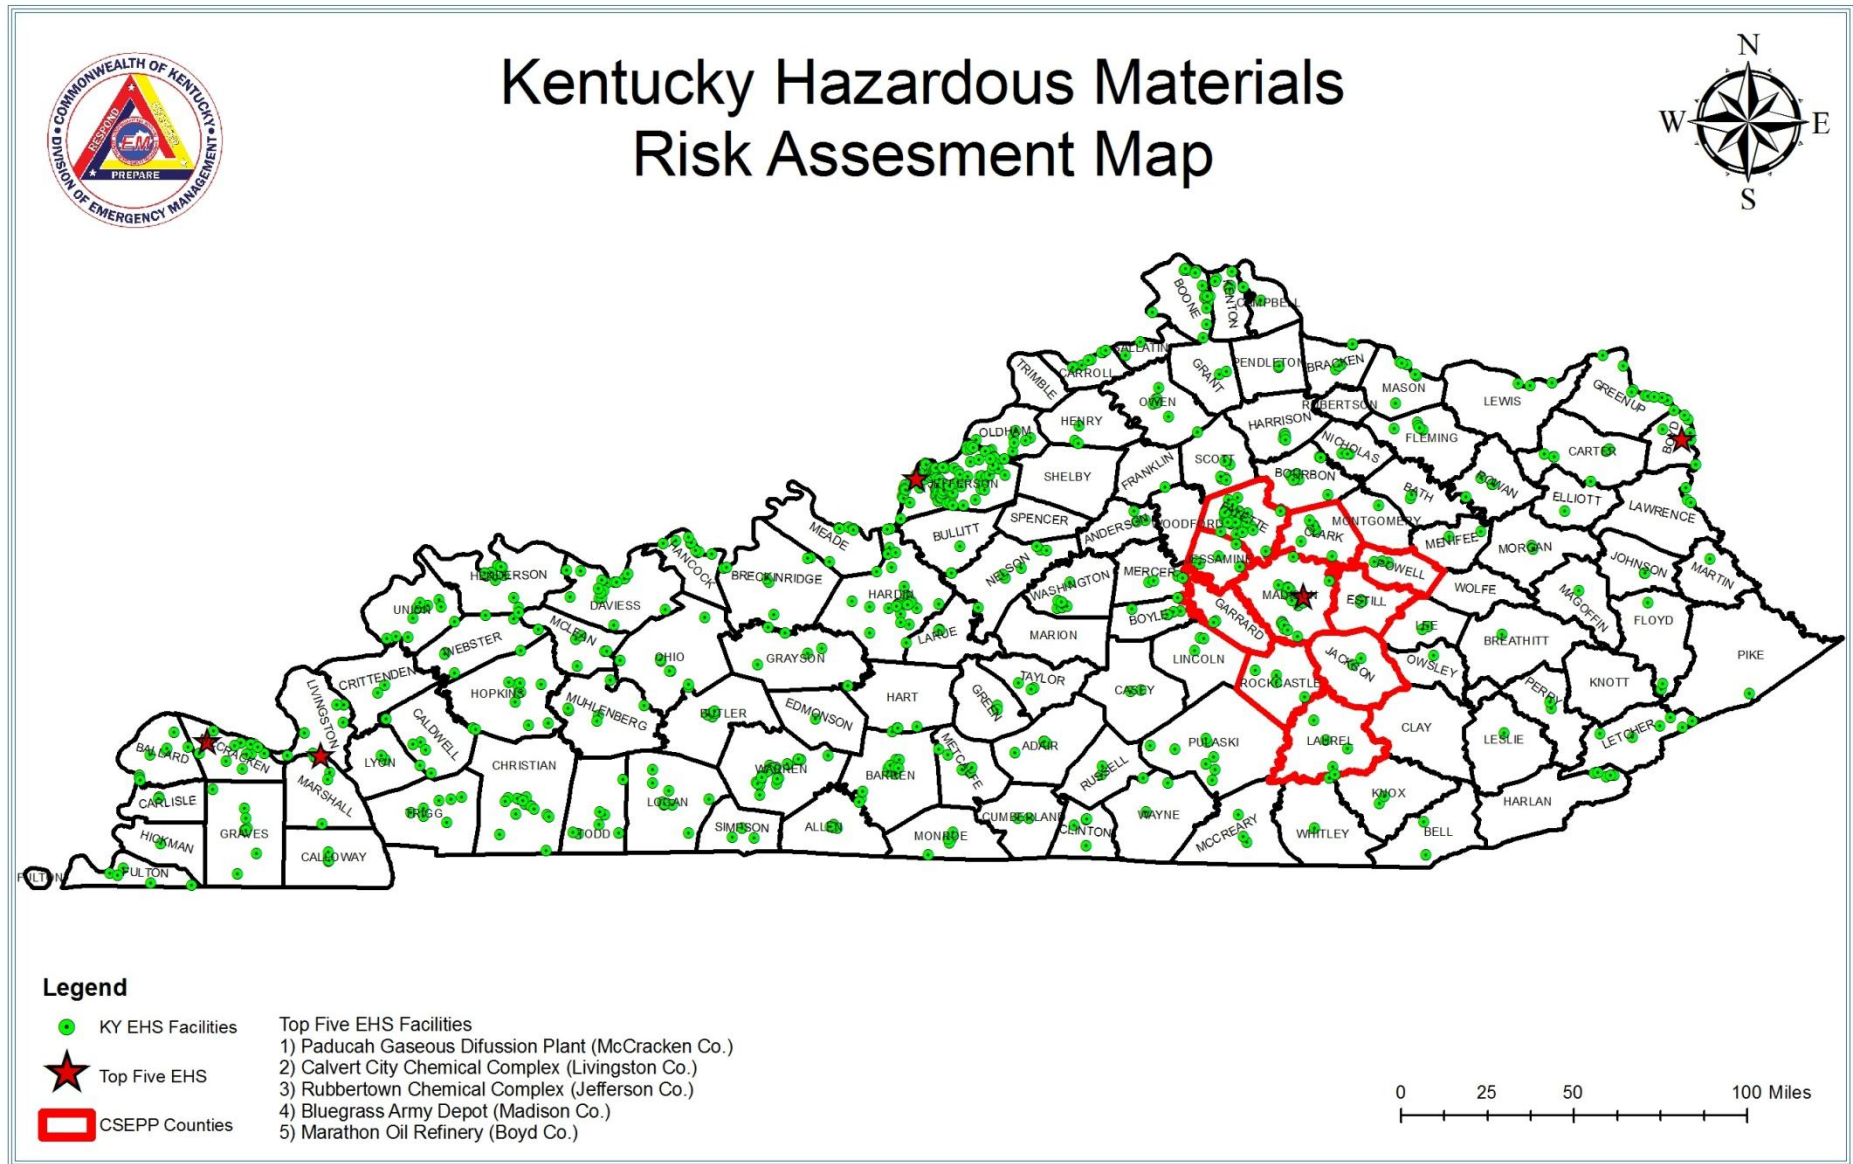 Kentucky Hazardous Materials
Risk Assesment Map
COMMONWEALTH OF KENTUCKY
DIVISION OF EMERGENCY MANAGEMENT
RESPOND
EM
PREPARE
N
W
E
S
BOONE
KENTON
CAMPBELL
GALLATIN
CARROLL
TRIMBLE
GRANT
PENDLETON
BRACKEN
MASON
LEWIS
GREENUP
BOYD
OWEN
ROBERTSON
HENRY
OLDHAM
HARRISON
NICHOLAS
FLEMING
CARTER
JEFFERSON
SHELBY
FRANKLIN
SCOTT
BOURBON
BATH
ROWAN
ELLIOTT
LAWRENCE
MEADE
BULLITT
SPENCER
ANDERSON
WOODFORD
FAYETTE
CLARK
MONTGOMERY
MENIFEE
MORGAN
JOHNSON
MARTIN
HANCOCK
BRECKINRIDGE
HENDERSON
DAVIESS
UNION
HARDIN
NELSON
WASHINGTON
MERCER
JESSAMINE
POWELL
WOLFE
MAGOFFIN
MADISON
ESTILL
GARRARD
BOYLE
LARUE
MARION
LEE
BREATHITT
FLOYD
PIKE
MCLEAN
WEBSTER
OHIO
GRAYSON
LINCOLN
JACKSON
OWSLEY
CRITTENDEN
LIVINGSTON
HOPKINS
MUHLENBERG
BUTLER
EDMONSON
HART
GREEN
TAYLOR
CASEY
ROCKCASTLE
PERRY
KNOTT
CLAY
LESLIE
LETCHER
BALLARD
MCCRACKEN
LYON
CALDWELL
CHRISTIAN
WARREN
BARREN
METCALFE
ADAIR
RUSSELL
PULASKI
LAUREL
CARLISLE
MARSHALL
GRAVES
TRIGG
TODD
LOGAN
SIMPSON
ALLEN
MONROE
CUMBERLAND
CLINTON
WAYNE
MCCREARY
WHITLEY
KNOX
BELL
HARLAN
HICKMAN
CALLOWAY
FULTON
FULTON
Legend
KY EHS Facilities
Top Five EHS
CSEPP Counties
Top Five EHS Facilities
1) Paducah Gaseous Difussion Plant (McCracken Co.)
2) Calvert City Chemical Complex (Livingston Co.)
3) Rubbertown Chemical Complex (Jefferson Co.)
4) Bluegrass Army Depot (Madison Co.)
5) Marathon Oil Refinery (Boyd Co.)
0 25 50 100 Miles